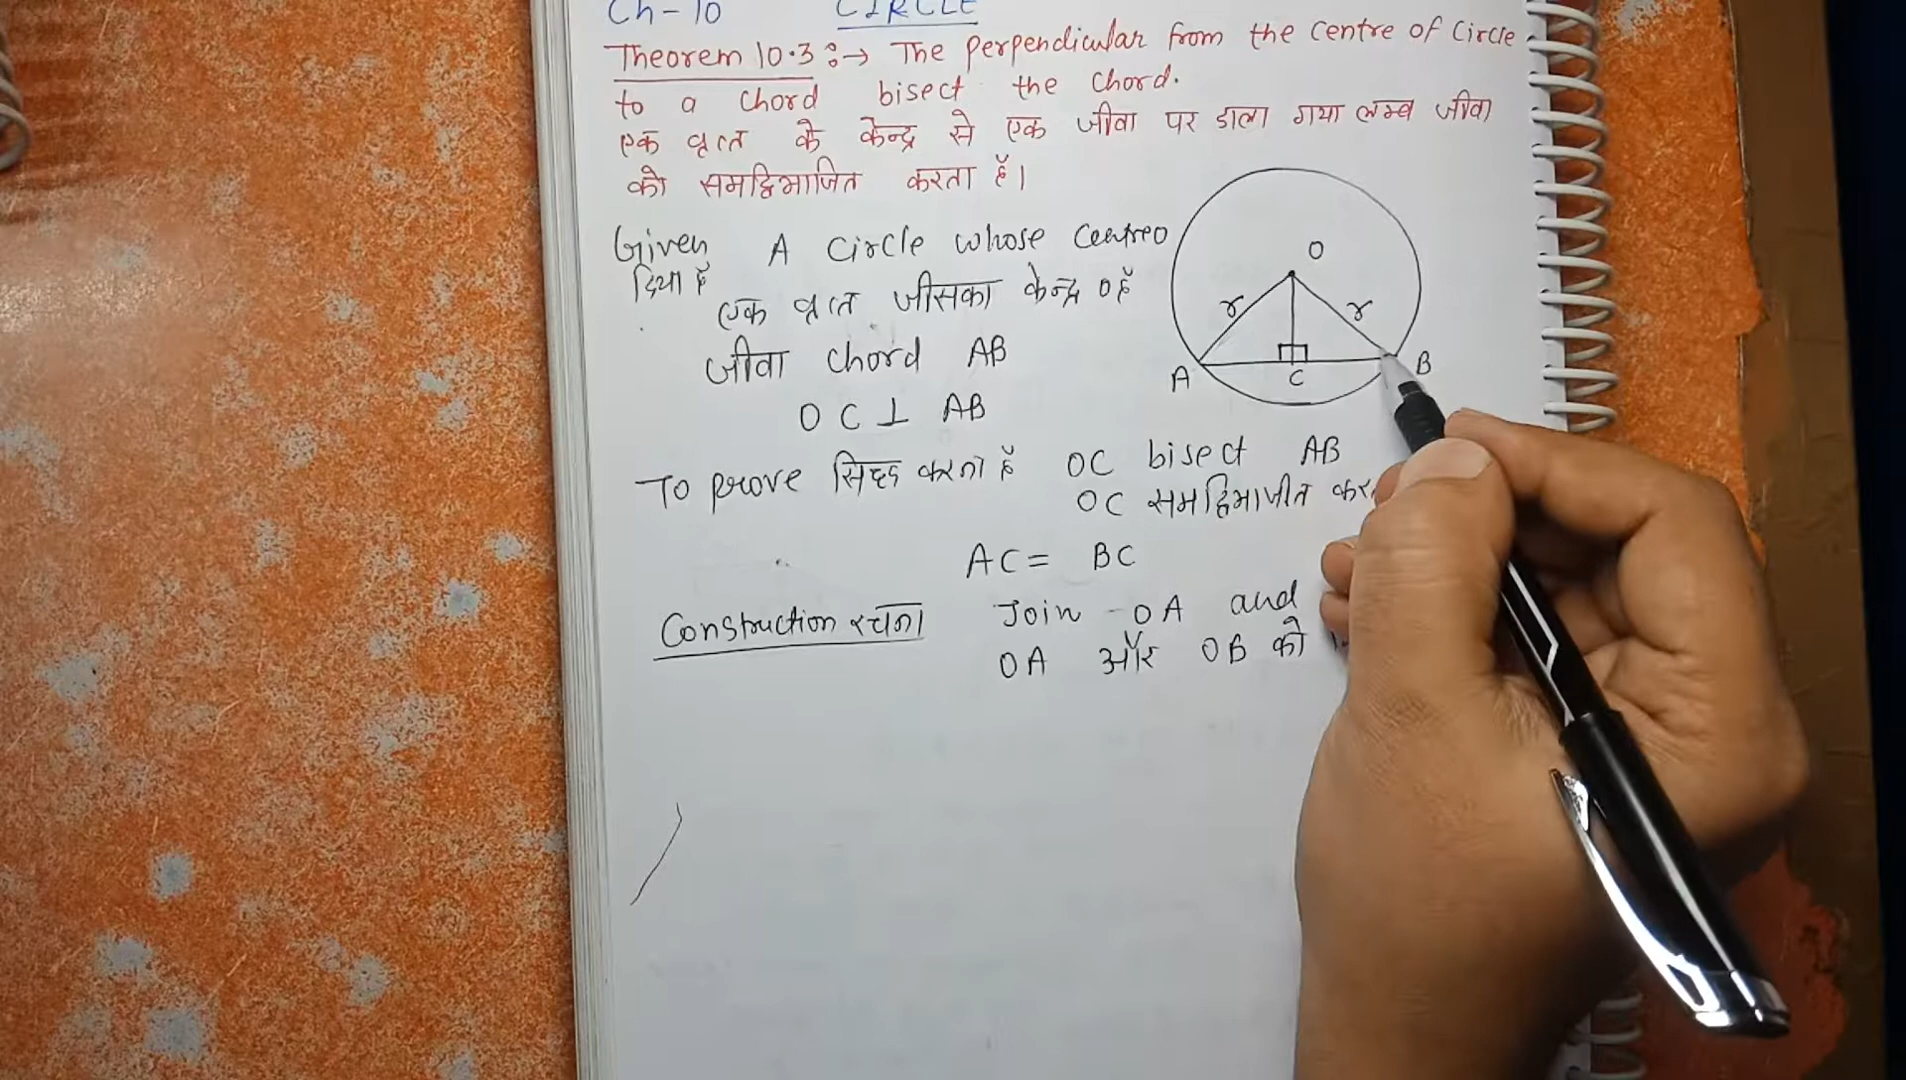 Ch-10 CIRCLE
Theorem 10.3 :→ The perpendicular from the centre of Circle
to a chord bisect the chord.
एक वृत्त के केन्द्र से एक जीवा पर डाला गया लम्ब जीवा
को समद्विभाजित करता हैं।
Given A Circle whose Centre O
दिया हैं
एक वृत्त जीसका केन्द्र O हैं
जीवा chord AB
OC ⊥ AB
To prove सिद्ध करना हैं OC bisect AB
OC समद्विभाजीत
AC = BC
Construction रचना Join OA and
OA और OB को
O
r r
A C B